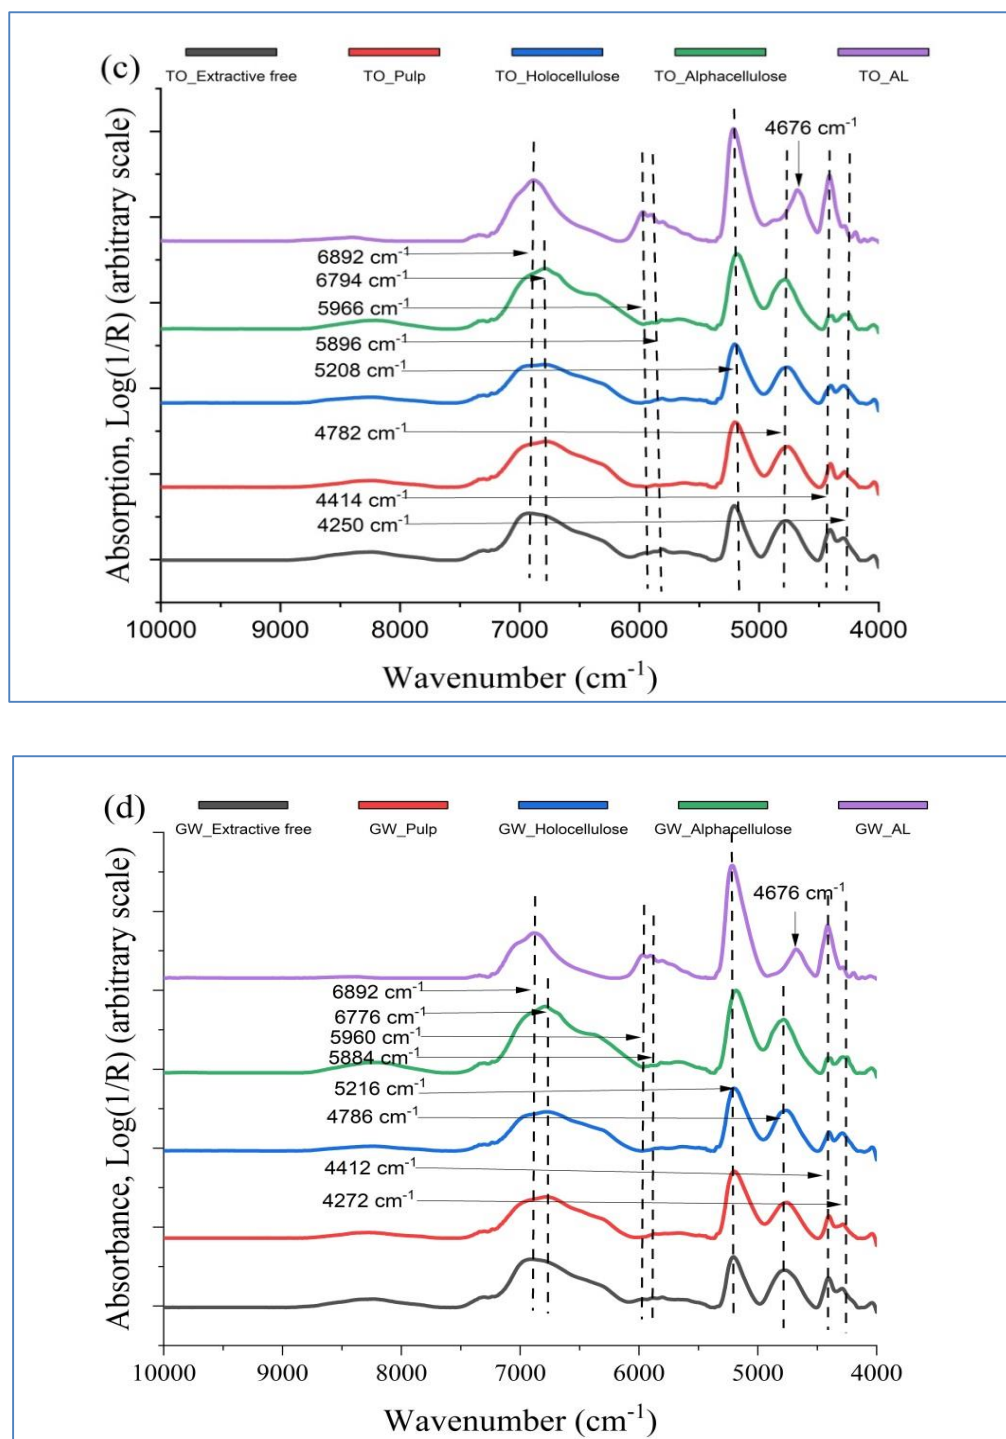 (c)
TO_Extractive free TO_Pulp TO_Holocellulose TO_Alphacellulose TO_AL
Absorption, Log(1/R) (arbitrary scale)
4676 cm-1
6892 cm-1
6794 cm-1
5966 cm-1
5896 cm-1
5208 cm-1
4782 cm-1
4414 cm-1
4250 cm-1
10000 9000 8000 7000 6000 5000 4000
Wavenumber (cm-1)
(d)
GW_Extractive free GW_Pulp GW_Holocellulose GW_Alphacellulose GW_AL
Absorbance, Log(1/R) (arbitrary scale)
4676 cm-1
6892 cm-1
6776 cm-1
5960 cm-1
5884 cm-1
5216 cm-1
4786 cm-1
4412 cm-1
4272 cm-1
10000 9000 8000 7000 6000 5000 4000
Wavenumber (cm-1)